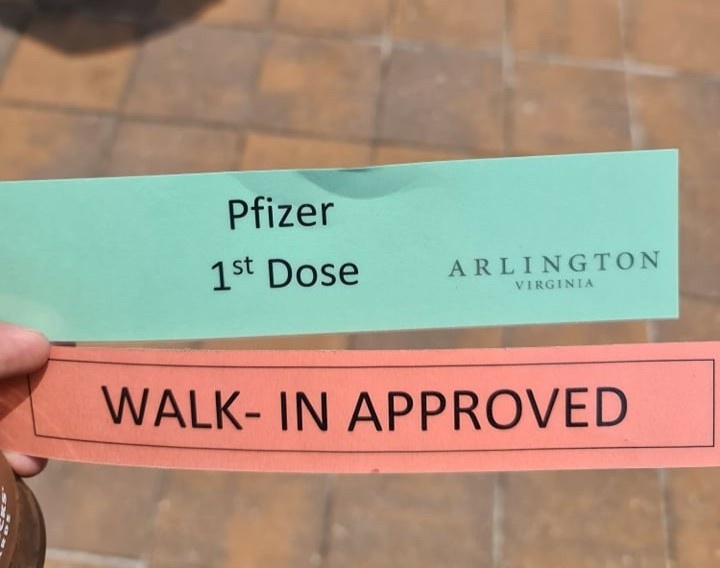 Pfizer
1st Dose
ARLINGTON
VIRGINIA
WALK- IN APPROVED